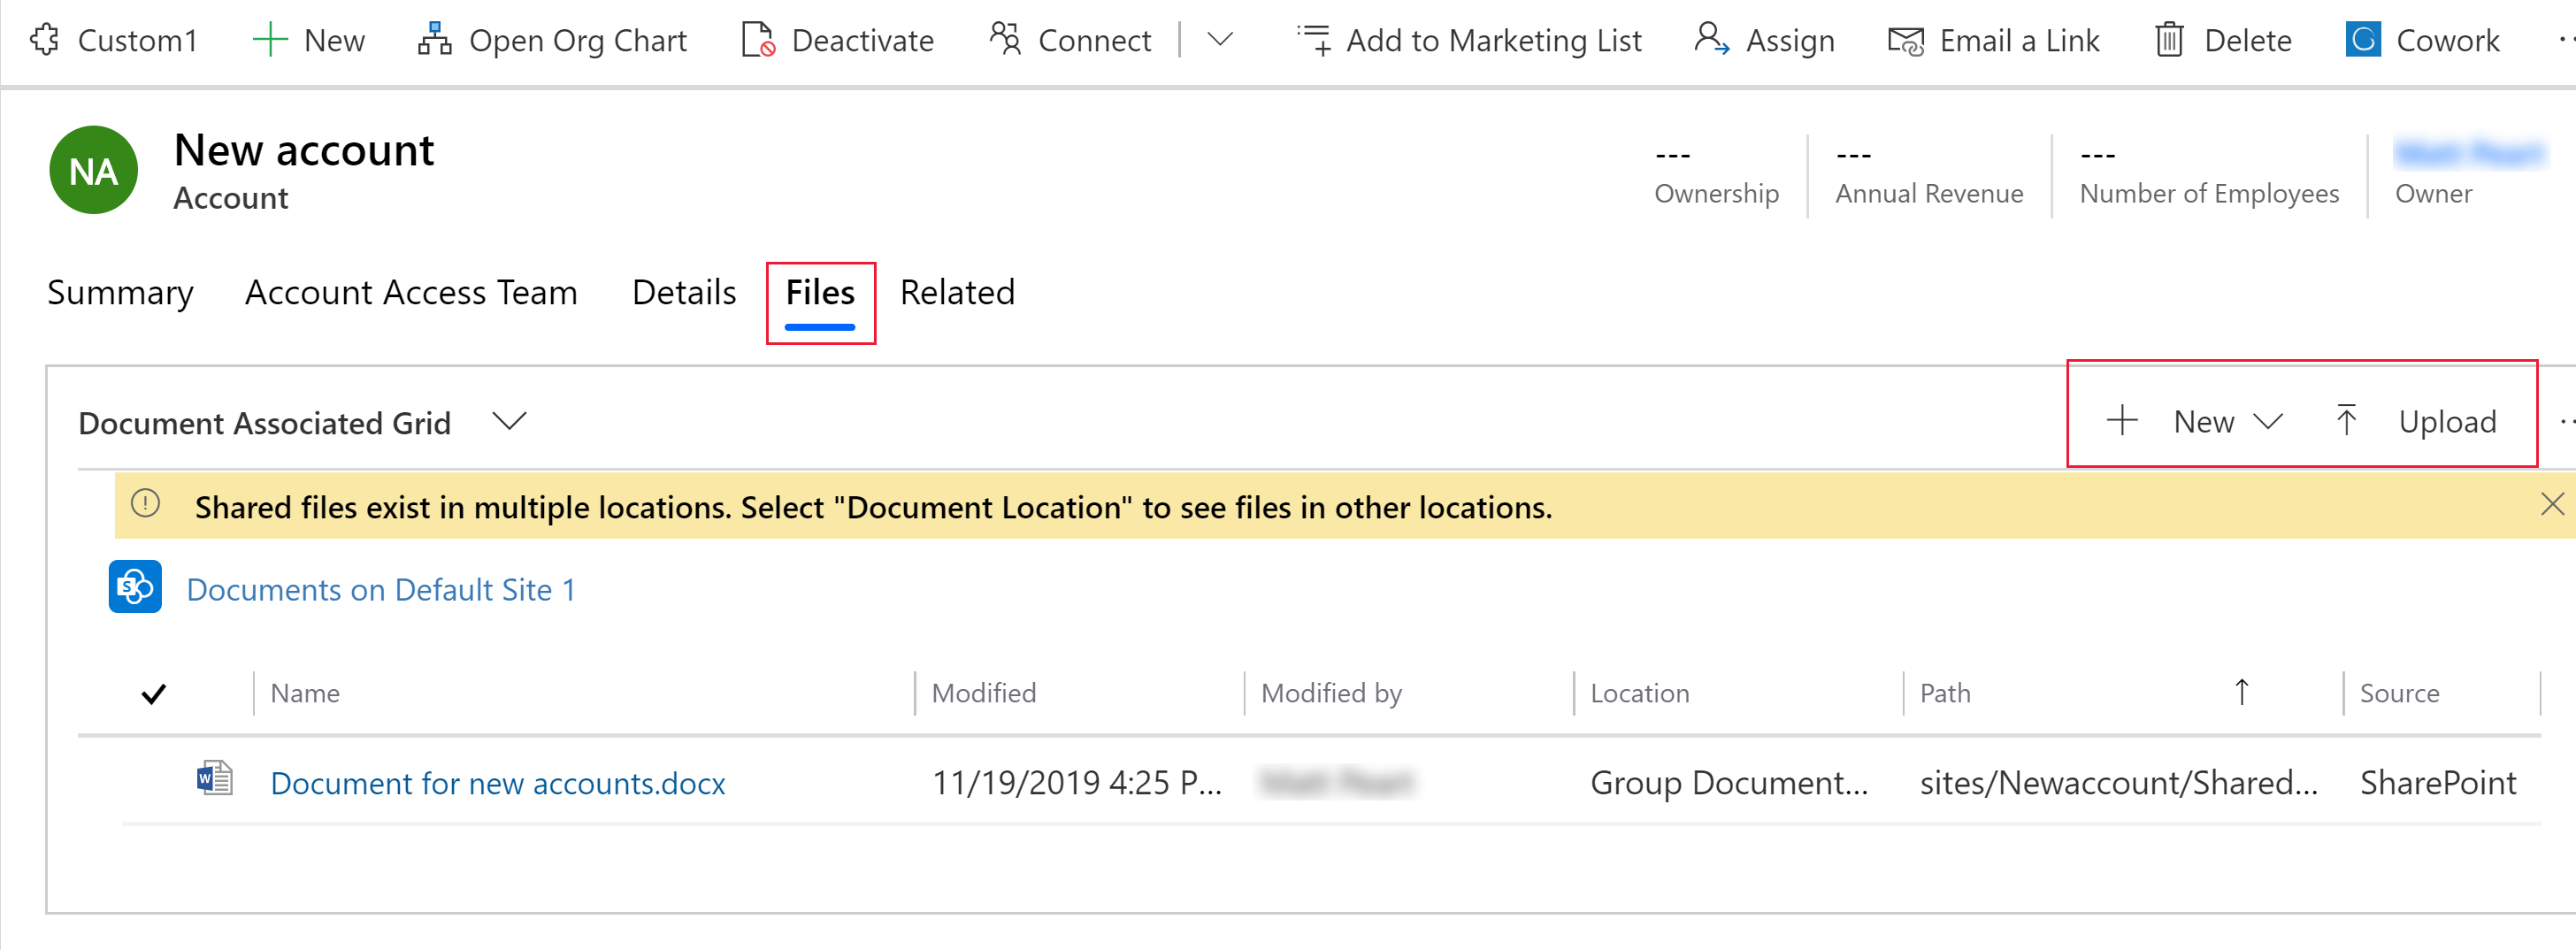 Custom1 New Open Org Chart Deactivate Connect Add to Marketing List Assign Email a Link Delete Cowork
NA
New account
Account
--- --- ---
Ownership Annual Revenue Number of Employees Owner
Summary Account Access Team Details Files Related
Document Associated Grid New Upload
Shared files exist in multiple locations. Select "Document Location" to see files in other locations.
S Documents on Default Site 1
Name Modified Modified by Location Path Source
W Document for new accounts.docx 11/19/2019 4:25 P... Group Document... sites/Newaccount/Shared... SharePoint